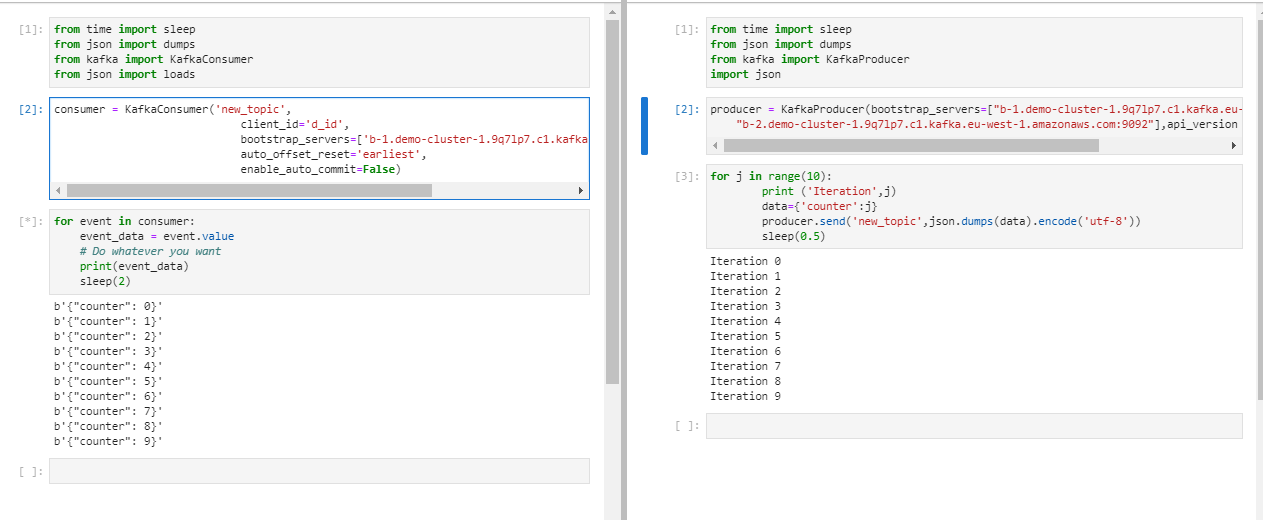 [1]: from time import sleep
from json import dumps
from kafka import KafkaConsumer
from json import loads
[2]: consumer = KafkaConsumer('new_topic',
client_id='d_id',
bootstrap_servers=['b-1.demo-cluster-1.9q7lp7.c1.kafka
auto_offset_reset='earliest',
enable_auto_commit=False)
[*]: for event in consumer:
event_data = event.value
# Do whatever you want
print(event_data)
sleep(2)
b'{"counter": 0}'
b'{"counter": 1}'
b'{"counter": 2}'
b'{"counter": 3}'
b'{"counter": 4}'
b'{"counter": 5}'
b'{"counter": 6}'
b'{"counter": 7}'
b'{"counter": 8}'
b'{"counter": 9}'
[ ]:
[1]: from time import sleep
from json import dumps
from kafka import KafkaProducer
import json
[2]: producer = KafkaProducer(bootstrap_servers=["b-1.demo-cluster-1.9q7lp7.c1.kafka.eu-
"b-2.demo-cluster-1.9q7lp7.c1.kafka.eu-west-1.amazonaws.com:9092"],api_version
[3]: for j in range(10):
print ('Iteration',j)
data={'counter':j}
producer.send('new_topic',json.dumps(data).encode('utf-8'))
sleep(0.5)
Iteration 0
Iteration 1
Iteration 2
Iteration 3
Iteration 4
Iteration 5
Iteration 6
Iteration 7
Iteration 8
Iteration 9
[ ]: